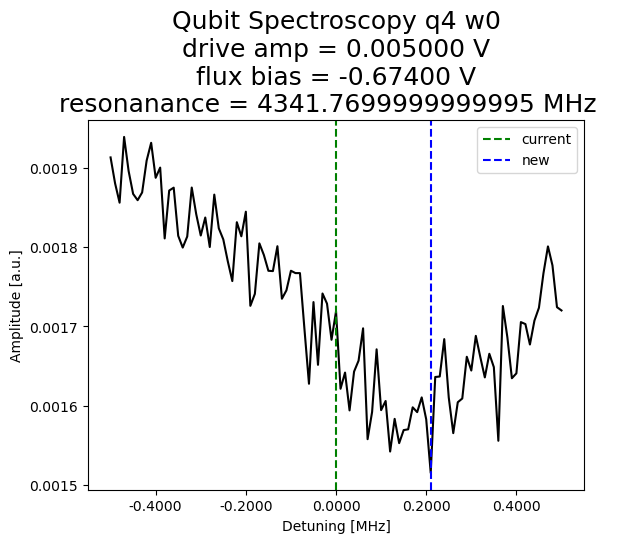 Qubit Spectroscopy q4 w0
drive amp = 0.005000 V
flux bias = -0.67400 V
resonanance = 4341.7699999999995 MHz
current
new
0.0019
0.0018
0.0017
0.0016
0.0015
Amplitude [a.u.]
-0.4000 -0.2000 0.0000 0.2000 0.4000
Detuning [MHz]